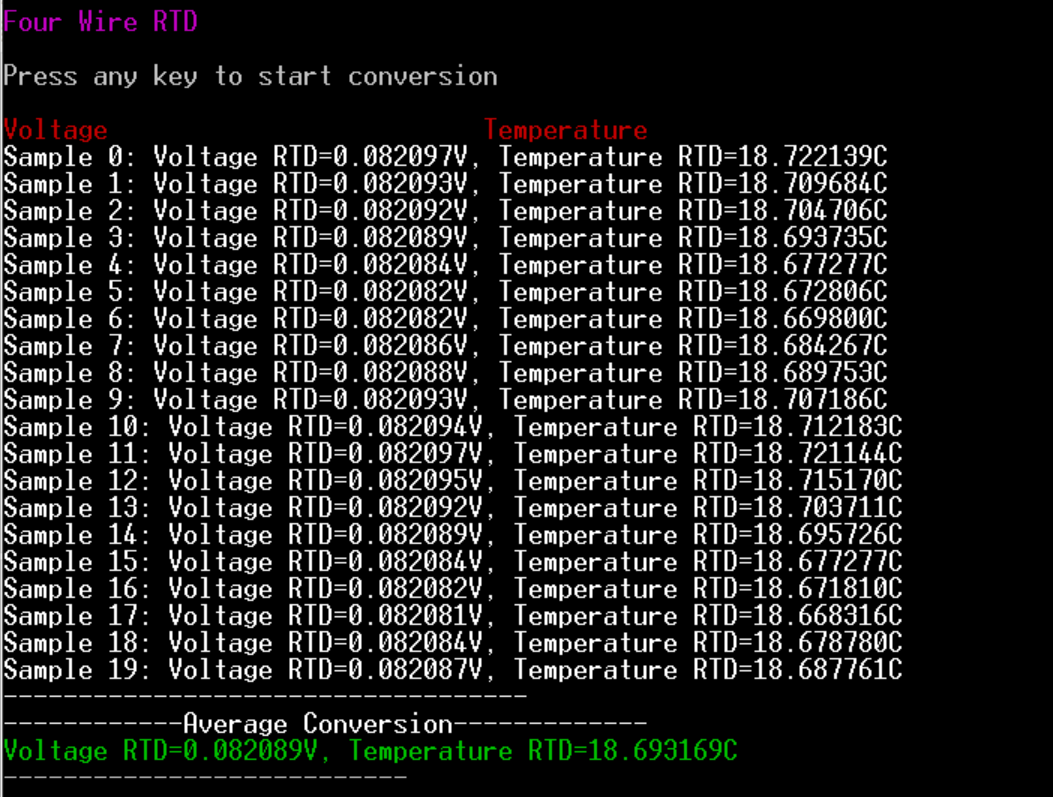 Four Wire RTD
Press any key to start conversion
Voltage Temperature
Sample 0: Voltage RTD=0.082097V, Temperature RTD=18.722139C
Sample 1: Voltage RTD=0.082093V, Temperature RTD=18.709684C
Sample 2: Voltage RTD=0.082092V, Temperature RTD=18.704706C
Sample 3: Voltage RTD=0.082089V, Temperature RTD=18.693735C
Sample 4: Voltage RTD=0.082084V, Temperature RTD=18.677277C
Sample 5: Voltage RTD=0.082082V, Temperature RTD=18.672806C
Sample 6: Voltage RTD=0.082082V, Temperature RTD=18.669800C
Sample 7: Voltage RTD=0.082086V, Temperature RTD=18.684267C
Sample 8: Voltage RTD=0.082088V, Temperature RTD=18.689753C
Sample 9: Voltage RTD=0.082093V, Temperature RTD=18.707186C
Sample 10: Voltage RTD=0.082094V, Temperature RTD=18.712183C
Sample 11: Voltage RTD=0.082097V, Temperature RTD=18.721144C
Sample 12: Voltage RTD=0.082095V, Temperature RTD=18.715170C
Sample 13: Voltage RTD=0.082092V, Temperature RTD=18.703711C
Sample 14: Voltage RTD=0.082089V, Temperature RTD=18.695726C
Sample 15: Voltage RTD=0.082084V, Temperature RTD=18.677277C
Sample 16: Voltage RTD=0.082082V, Temperature RTD=18.671810C
Sample 17: Voltage RTD=0.082081V, Temperature RTD=18.668316C
Sample 18: Voltage RTD=0.082084V, Temperature RTD=18.678780C
Sample 19: Voltage RTD=0.082087V, Temperature RTD=18.687761C
-----------------------------------
------------Average Conversion-------------
Voltage RTD=0.082089V, Temperature RTD=18.693169C
---------------------------